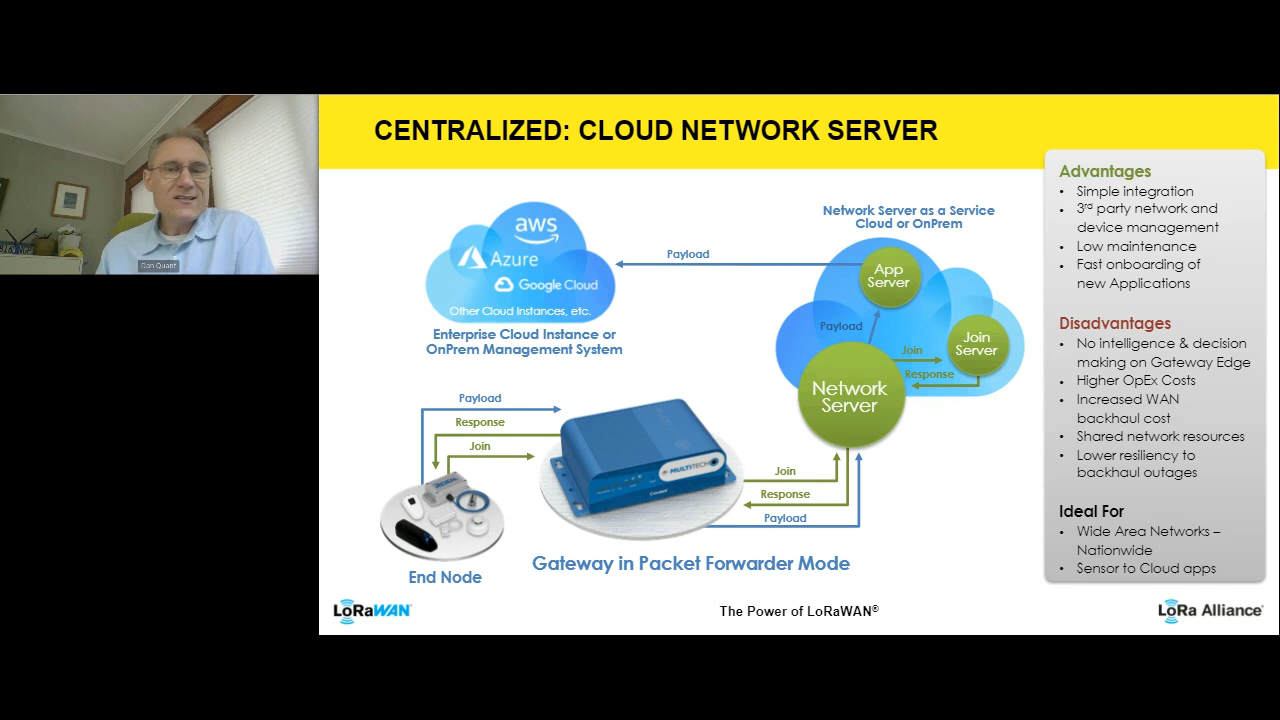 CENTRALIZED: CLOUD NETWORK SERVER
Dan Quant
aws
Azure
Google Cloud
Other Cloud Instances, etc.
Enterprise Cloud Instance or
OnPrem Management System
Payload
Network Server as a Service
Cloud or OnPrem
App
Server
Payload
Join
Server
Join
Response
Network
Server
Payload
Response
Join
MULTITECH
Conduit
Join
Response
Payload
End Node
Gateway in Packet Forwarder Mode
Advantages
• Simple integration
• 3rd party network and
device management
• Low maintenance
• Fast onboarding of
new Applications
Disadvantages
• No intelligence & decision
making on Gateway Edge
• Higher OpEx Costs
• Increased WAN
backhaul cost
• Shared network resources
• Lower resiliency to
backhaul outages
Ideal For
• Wide Area Networks –
Nationwide
• Sensor to Cloud apps
LoRaWAN
The Power of LoRaWAN®
LoRa Alliance